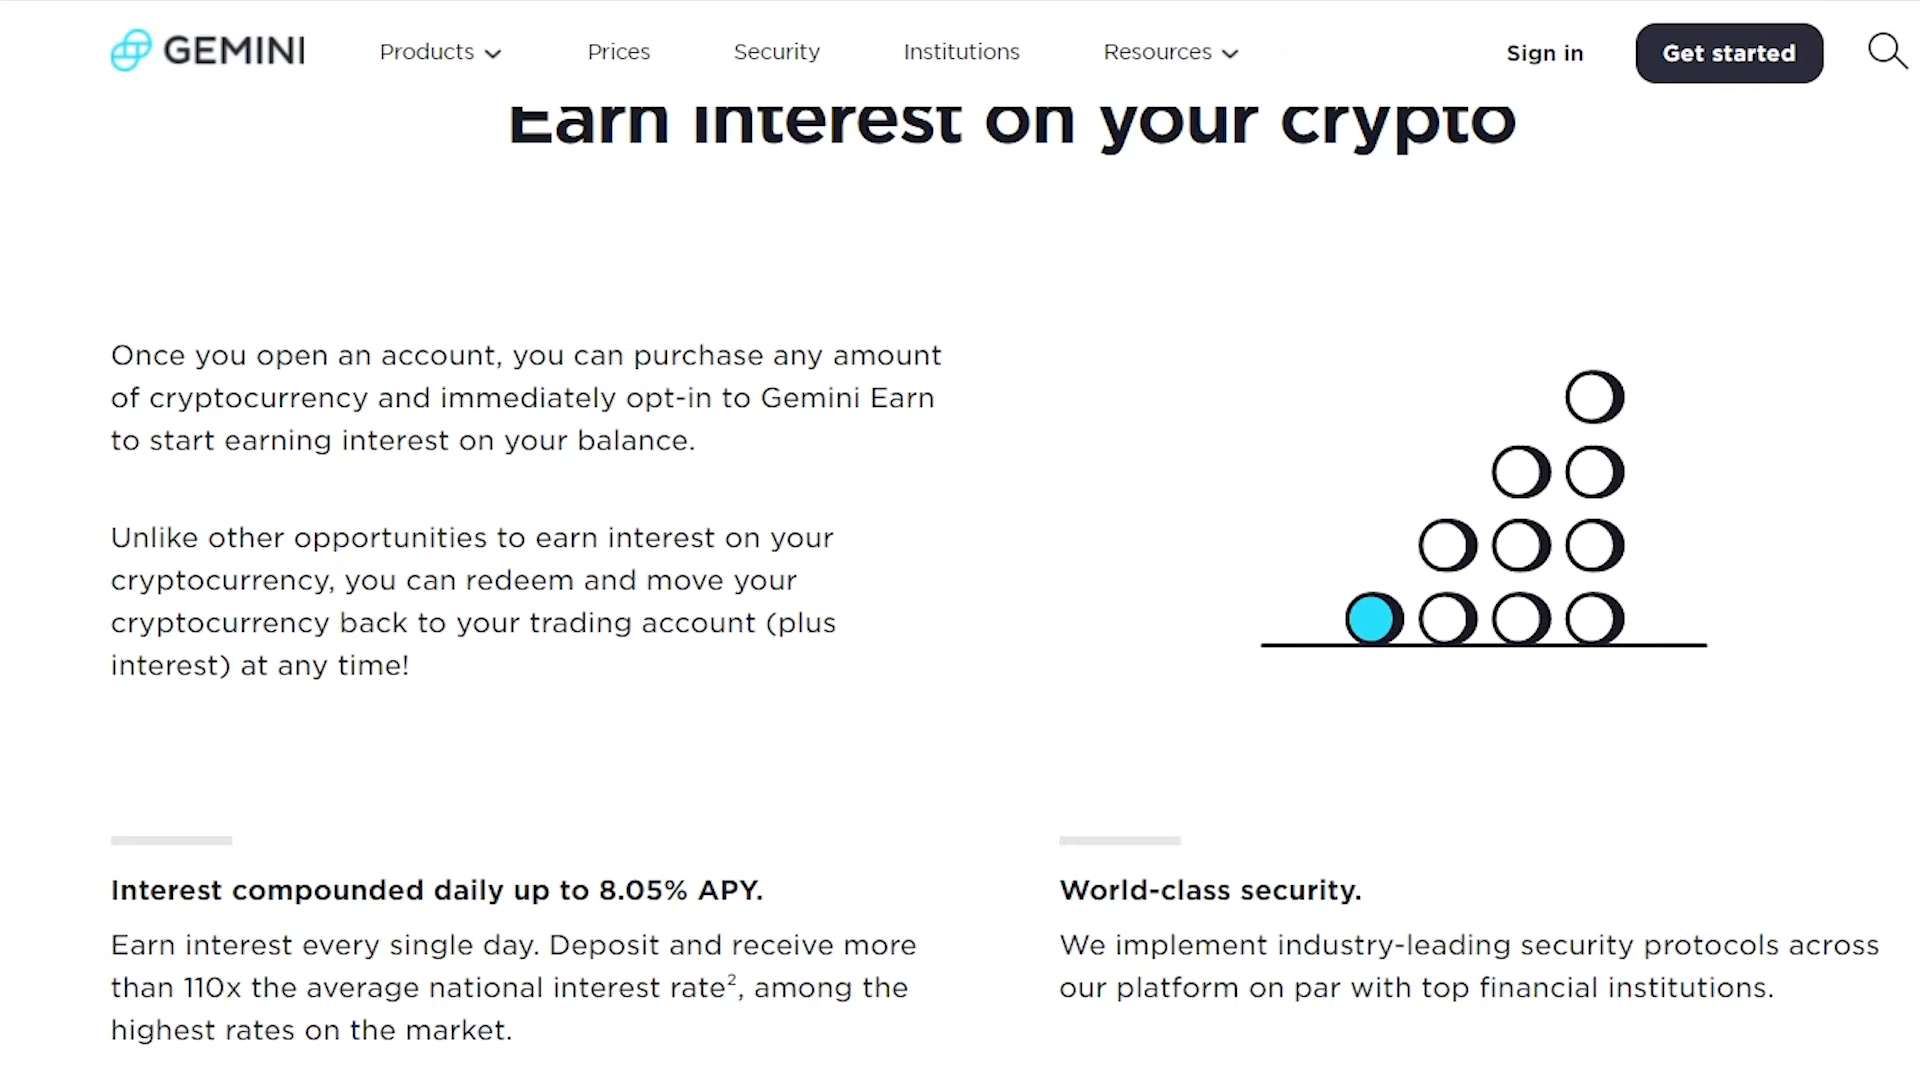 GEMINI Products Prices Security Institutions Resources Sign in Get started
Earn interest on your crypto
Once you open an account, you can purchase any amount
of cryptocurrency and immediately opt-in to Gemini Earn
to start earning interest on your balance.
Unlike other opportunities to earn interest on your
cryptocurrency, you can redeem and move your
cryptocurrency back to your trading account (plus
interest) at any time!
Interest compounded daily up to 8.05% APY.
Earn interest every single day. Deposit and receive more
than 110x the average national interest rate², among the
highest rates on the market.
World-class security.
We implement industry-leading security protocols across
our platform on par with top financial institutions.